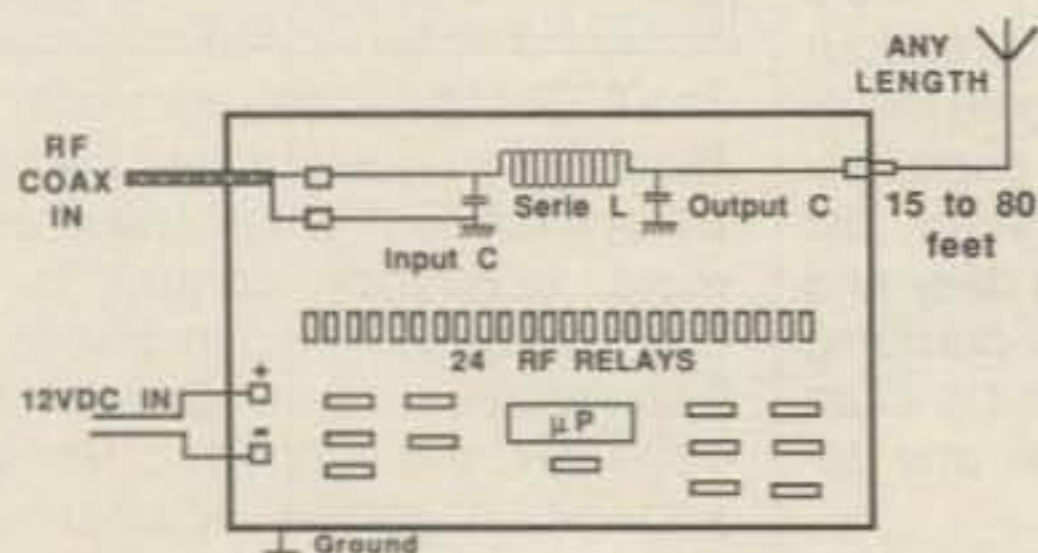 ANY
LENGTH
RF
COAX
IN
Serie L
Output C
15 to 80
feet
Input C
24 RF RELAYS
12VDC IN
+
-
µP
Ground